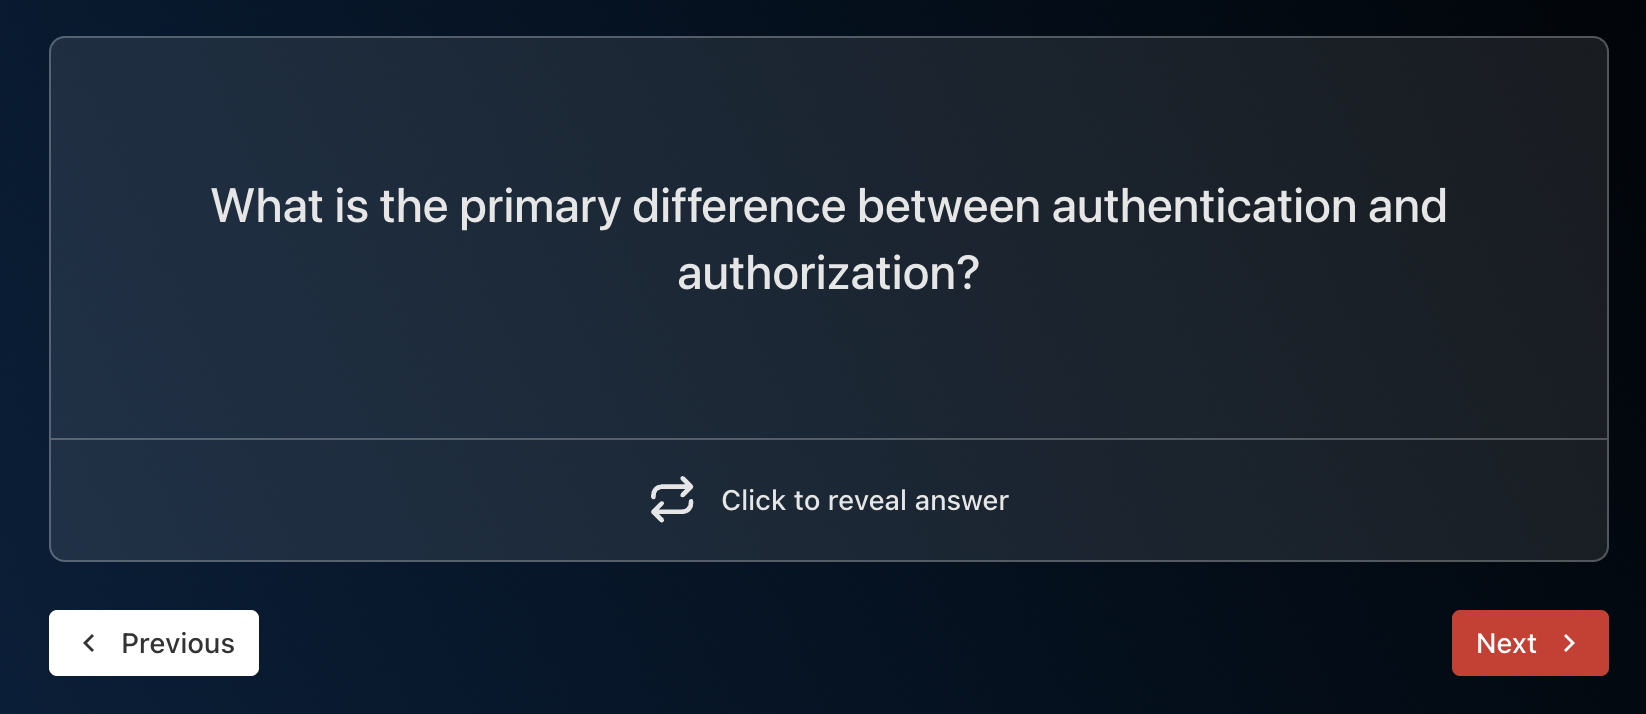 What is the primary difference between authentication and
authorization?
Click to reveal answer
Previous
Next